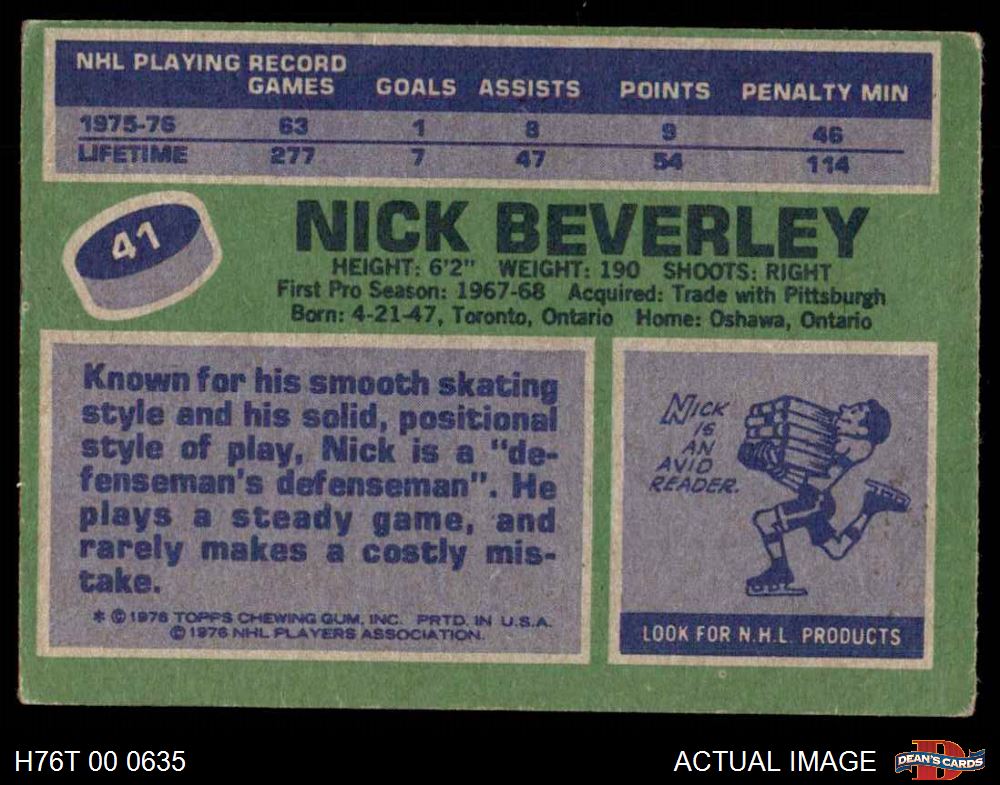 NHL PLAYING RECORD
GAMES GOALS ASSISTS POINTS PENALTY MIN
1975-76 63 1 8 9 46
LIFETIME 277 7 47 54 114
41
NICK BEVERLEY
HEIGHT: 6'2" WEIGHT: 190 SHOOTS: RIGHT
First Pro Season: 1967-68 Acquired: Trade with Pittsburgh
Born: 4-21-47, Toronto, Ontario Home: Oshawa, Ontario
Known for his smooth skating
style and his solid, positional
style of play, Nick is a "de-
fenseman's defenseman". He
plays a steady game, and
rarely makes a costly mis-
take.
* © 1976 TOPPS CHEWING GUM, INC. PRTD. IN U.S.A.
© 1976 NHL PLAYERS ASSOCIATION.
NICK
IS
AN
AVID
READER.
LOOK FOR N.H.L PRODUCTS
H76T 00 0635
ACTUAL IMAGE
D
DEAN'S CARDS